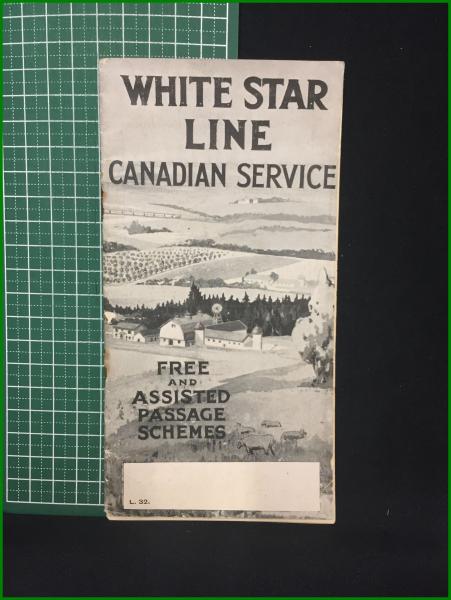 WHITE STAR
LINE
CANADIAN SERVICE
FREE
AND
ASSISTED
PASSAGE
SCHEMES
L. 32.